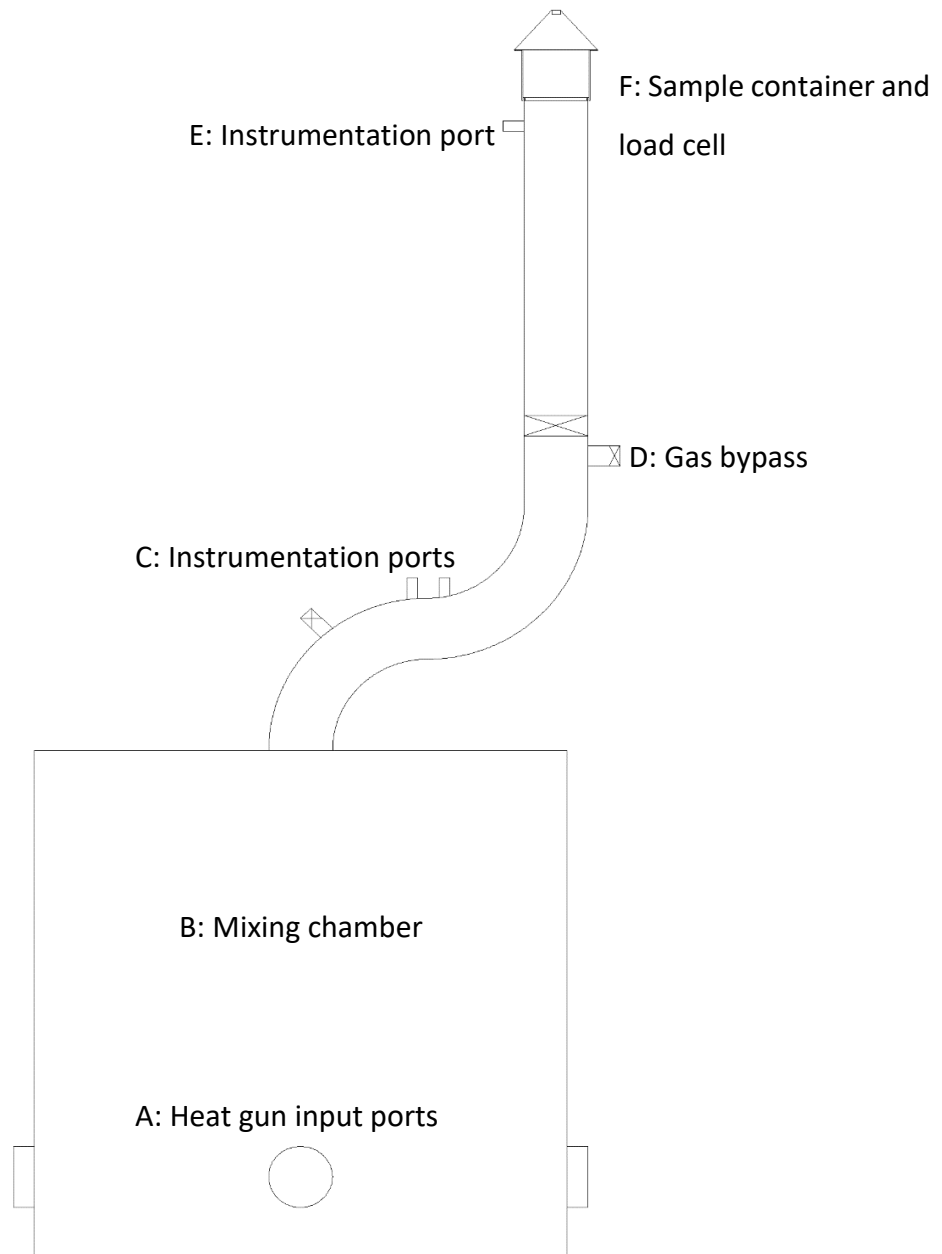 F: Sample container and
load cell
E: Instrumentation port
D: Gas bypass
C: Instrumentation ports
B: Mixing chamber
A: Heat gun input ports